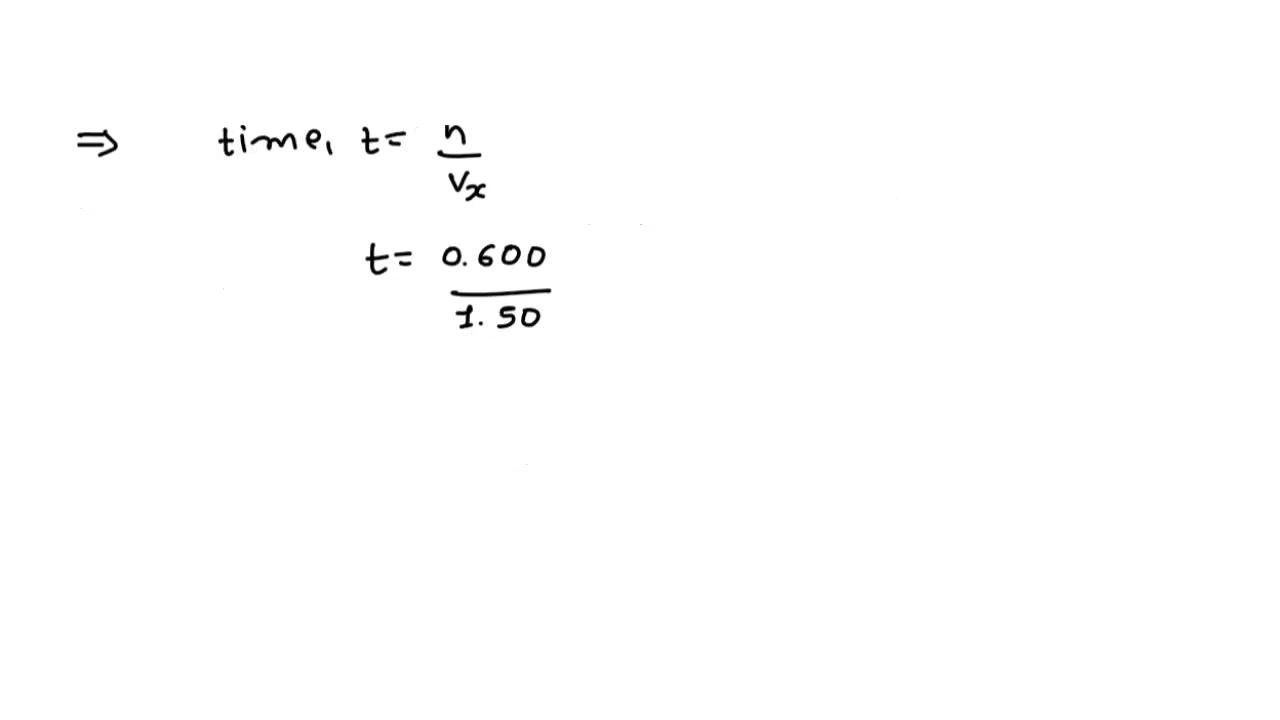 ⇒ time, t = n/vₓ
t = 0.600/1.50